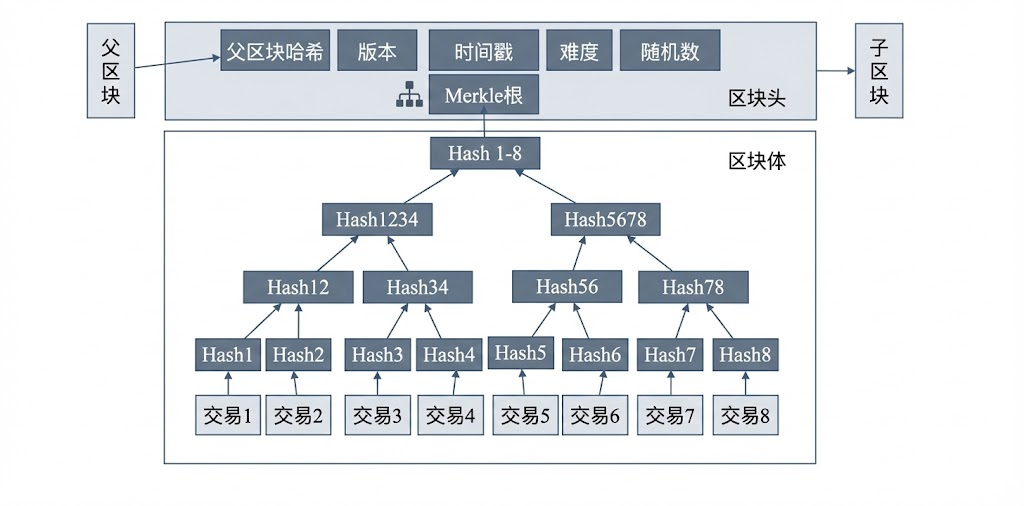 父区块
父区块哈希
版本
时间戳
难度
随机数
子区块
Merkle根
区块头
Hash 1-8
区块体
Hash1234
Hash5678
Hash12
Hash34
Hash56
Hash78
Hash1
Hash2
Hash3
Hash4
Hash5
Hash6
Hash7
Hash8
交易1
交易2
交易3
交易4
交易5
交易6
交易7
交易8